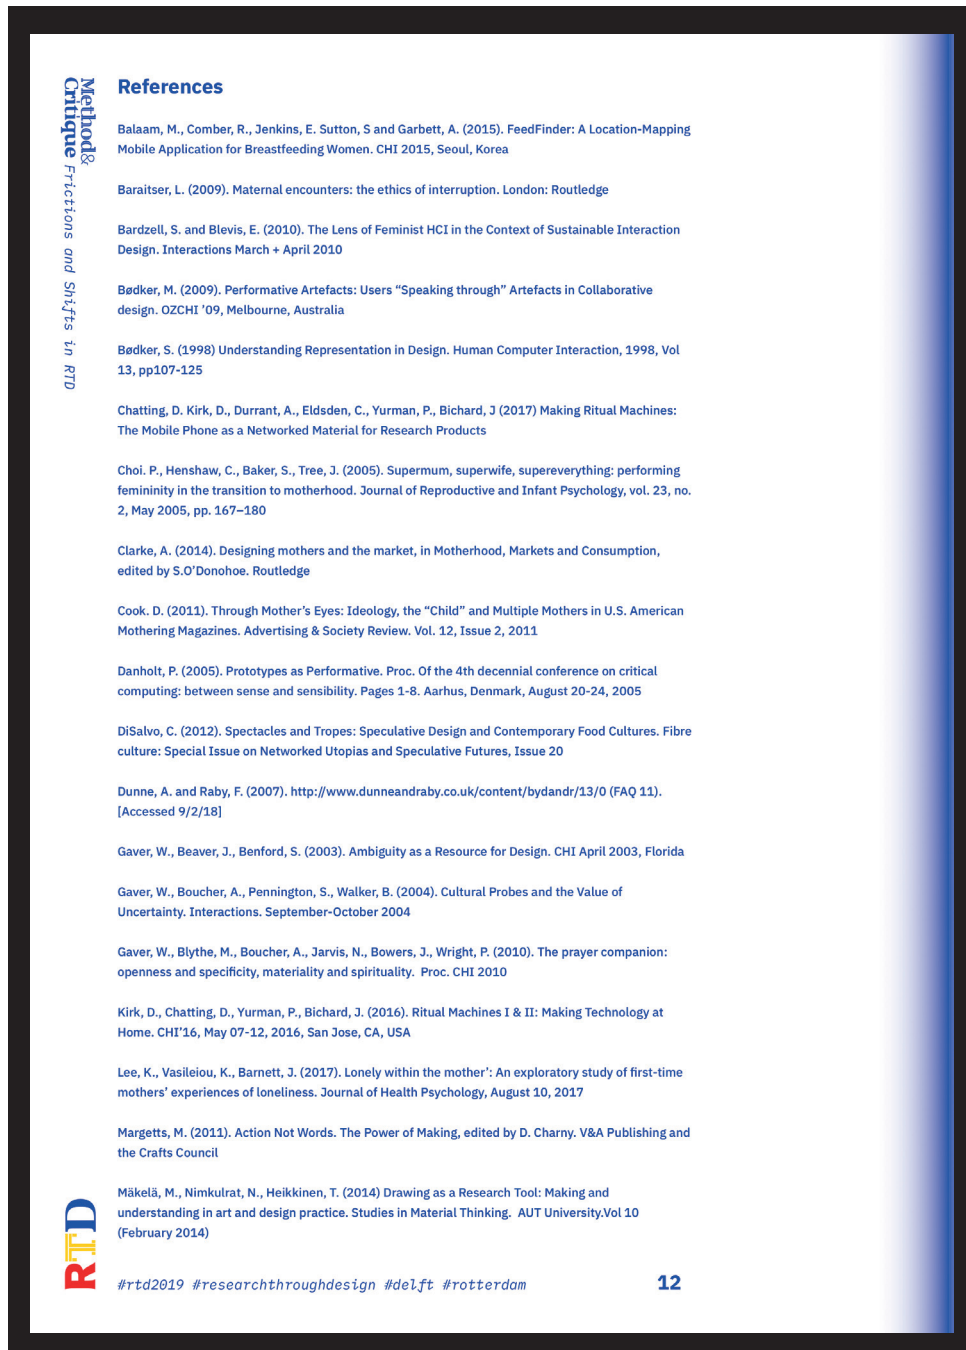 Method&
Critique Frictions and Shifts in RTD
References
Balaam, M., Comber, R., Jenkins, E. Sutton, S and Garbett, A. (2015). FeedFinder: A Location-Mapping
Mobile Application for Breastfeeding Women. CHI 2015, Seoul, Korea
Baraitser, L. (2009). Maternal encounters: the ethics of interruption. London: Routledge
Bardzell, S. and Blevis, E. (2010). The Lens of Feminist HCI in the Context of Sustainable Interaction
Design. Interactions March + April 2010
Bødker, M. (2009). Performative Artefacts: Users “Speaking through” Artefacts in Collaborative
design. OZCHI ’09, Melbourne, Australia
Bødker, S. (1998) Understanding Representation in Design. Human Computer Interaction, 1998, Vol
13, pp107-125
Chatting, D. Kirk, D., Durrant, A., Eldsden, C., Yurman, P., Bichard, J (2017) Making Ritual Machines:
The Mobile Phone as a Networked Material for Research Products
Choi. P., Henshaw, C., Baker, S., Tree, J. (2005). Supermum, superwife, supereverything: performing
femininity in the transition to motherhood. Journal of Reproductive and Infant Psychology, vol. 23, no.
2, May 2005, pp. 167–180
Clarke, A. (2014). Designing mothers and the market, in Motherhood, Markets and Consumption,
edited by S.O’Donohoe. Routledge
Cook. D. (2011). Through Mother’s Eyes: Ideology, the “Child” and Multiple Mothers in U.S. American
Mothering Magazines. Advertising & Society Review. Vol. 12, Issue 2, 2011
Danholt, P. (2005). Prototypes as Performative. Proc. Of the 4th decennial conference on critical
computing: between sense and sensibility. Pages 1-8. Aarhus, Denmark, August 20-24, 2005
DiSalvo, C. (2012). Spectacles and Tropes: Speculative Design and Contemporary Food Cultures. Fibre
culture: Special Issue on Networked Utopias and Speculative Futures, Issue 20
Dunne, A. and Raby, F. (2007). http://www.dunneandraby.co.uk/content/bydandr/13/0 (FAQ 11).
[Accessed 9/2/18]
Gaver, W., Beaver, J., Benford, S. (2003). Ambiguity as a Resource for Design. CHI April 2003, Florida
Gaver, W., Boucher, A., Pennington, S., Walker, B. (2004). Cultural Probes and the Value of
Uncertainty. Interactions. September-October 2004
Gaver, W., Blythe, M., Boucher, A., Jarvis, N., Bowers, J., Wright, P. (2010). The prayer companion:
openness and specificity, materiality and spirituality.  Proc. CHI 2010
Kirk, D., Chatting, D., Yurman, P., Bichard, J. (2016). Ritual Machines I & II: Making Technology at
Home. CHI’16, May 07-12, 2016, San Jose, CA, USA
Lee, K., Vasileiou, K., Barnett, J. (2017). Lonely within the mother’: An exploratory study of first-time
mothers’ experiences of loneliness. Journal of Health Psychology, August 10, 2017
Margetts, M. (2011). Action Not Words. The Power of Making, edited by D. Charny. V&A Publishing and
the Crafts Council
Mäkelä, M., Nimkulrat, N., Heikkinen, T. (2014) Drawing as a Research Tool: Making and
understanding in art and design practice. Studies in Material Thinking.  AUT University.Vol 10
(February 2014)
RTD
#rtd2019 #researchthroughdesign #delft #rotterdam
12